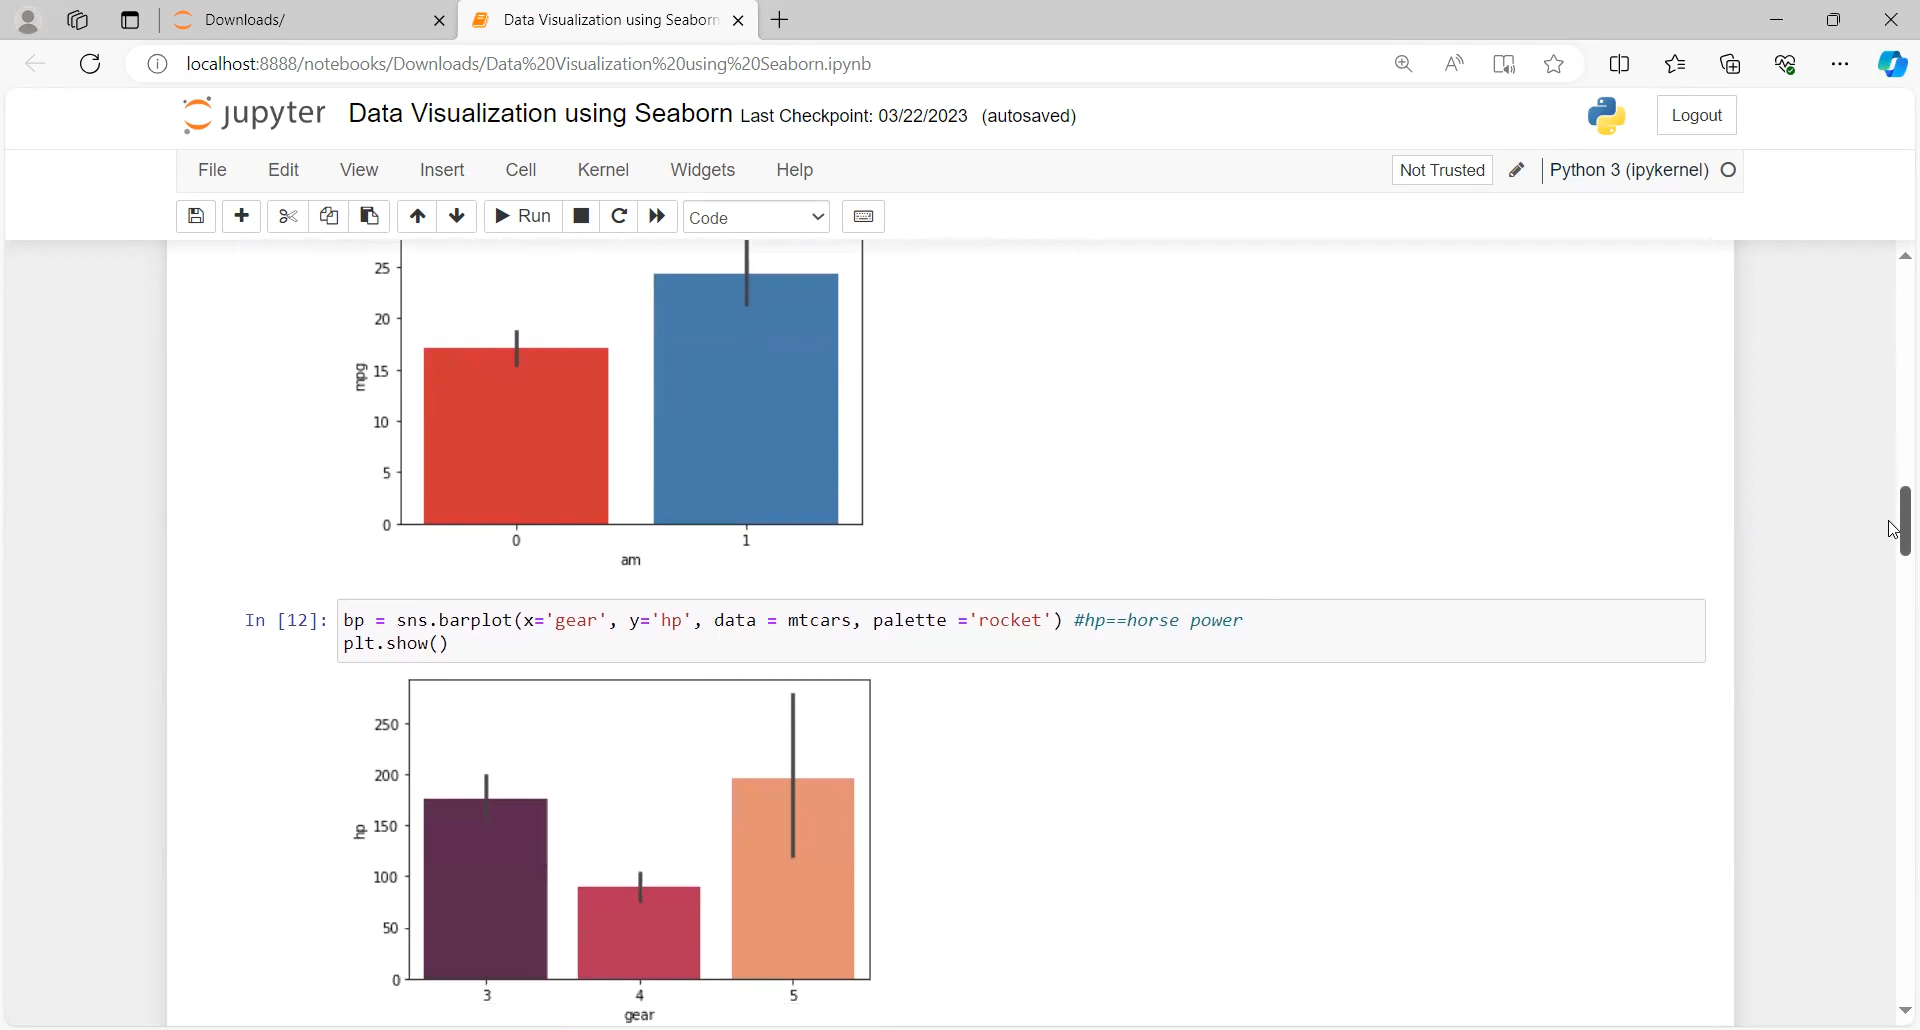 Downloads/
Data Visualization using Seaborn
localhost:8888/notebooks/Downloads/Data%20Visualization%20using%20Seaborn.ipynb
jupyter Data Visualization using Seaborn Last Checkpoint: 03/22/2023 (autosaved)
Logout
File Edit View Insert Cell Kernel Widgets Help
Not Trusted Python 3 (ipykernel)
Run Code
25
20
15
10
5
0
mpg
0 1
am
In [12]: bp = sns.barplot(x='gear', y='hp', data = mtcars, palette ='rocket') #hp==horse power
plt.show()
250
200
150
100
50
0
hp
3 4 5
gear